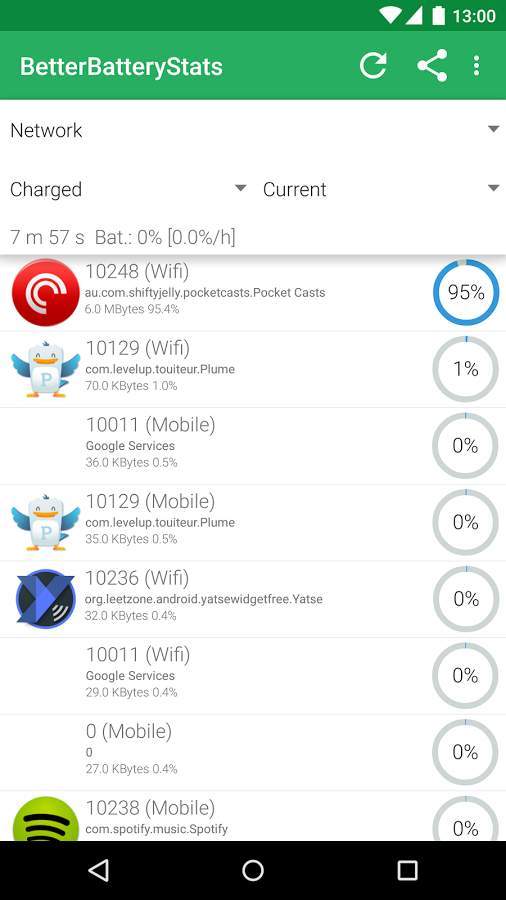 13:00
BetterBatteryStats
Network
Charged Current
7 m 57 s Bat.: 0% [0.0%/h]
10248 (Wifi)
au.com.shiftyjelly.pocketcasts.Pocket Casts
6.0 MBytes 95.4%
95%
10129 (Wifi)
com.levelup.touiteur.Plume
70.0 KBytes 1.0%
1%
10011 (Mobile)
Google Services
36.0 KBytes 0.5%
0%
10129 (Mobile)
com.levelup.touiteur.Plume
35.0 KBytes 0.5%
0%
10236 (Wifi)
org.leetzone.android.yatsewidgetfree.Yatse
32.0 KBytes 0.4%
0%
10011 (Wifi)
Google Services
29.0 KBytes 0.4%
0%
0 (Mobile)
0
27.0 KBytes 0.4%
0%
10238 (Mobile)
com.spotify.music.Spotify
0%